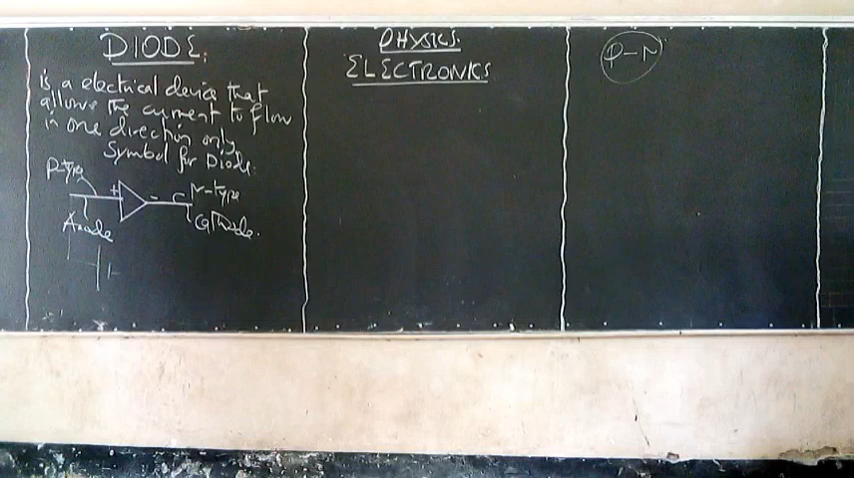 DIODE.
is a electrical device that
allows the current to flow
in one direction only.
Symbol for Diode.
P-type
+ - N-type
Anode
Cathode.
PHYSICS.
ELECTRONICS
P-N